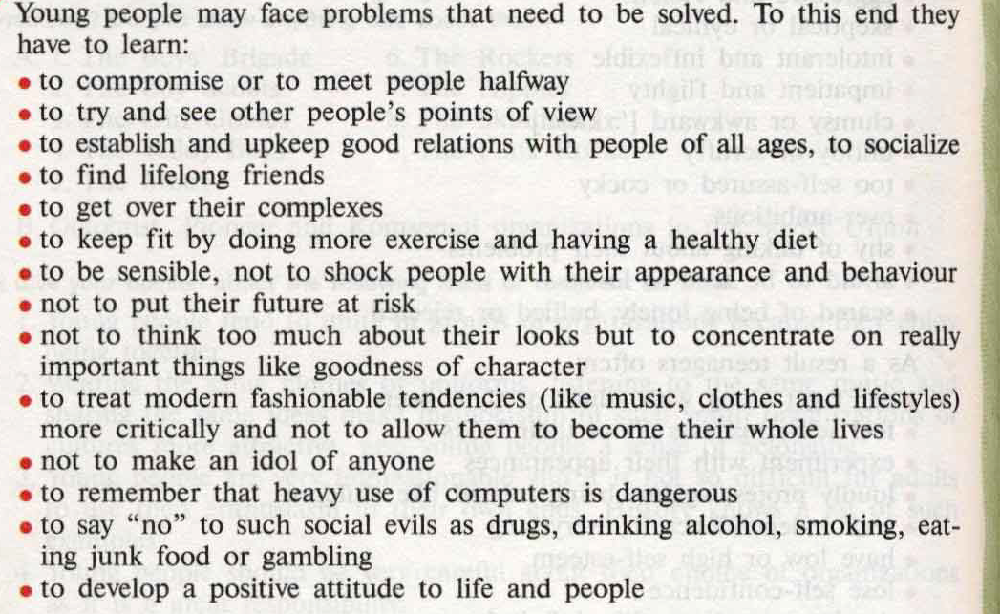 Young people may face problems that need to be solved. To this end they
have to learn:
• to compromise or to meet people halfway
• to try and see other people's points of view
• to establish and upkeep good relations with people of all ages, to socialize
• to find lifelong friends
• to get over their complexes
• to keep fit by doing more exercise and having a healthy diet
• to be sensible, not to shock people with their appearance and behaviour
• not to put their future at risk
• not to think too much about their looks but to concentrate on really
important things like goodness of character
• to treat modern fashionable tendencies (like music, clothes and lifestyles)
more critically and not to allow them to become their whole lives
• not to make an idol of anyone
• to remember that heavy use of computers is dangerous
• to say “no” to such social evils as drugs, drinking alcohol, smoking, eat-
ing junk food or gambling
• to develop a positive attitude to life and people